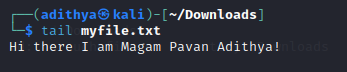 ┌──(adithya㉿kali)-[~/Downloads]
└─$ tail myfile.txt
Hi there I am Magam Pavan Adithya!